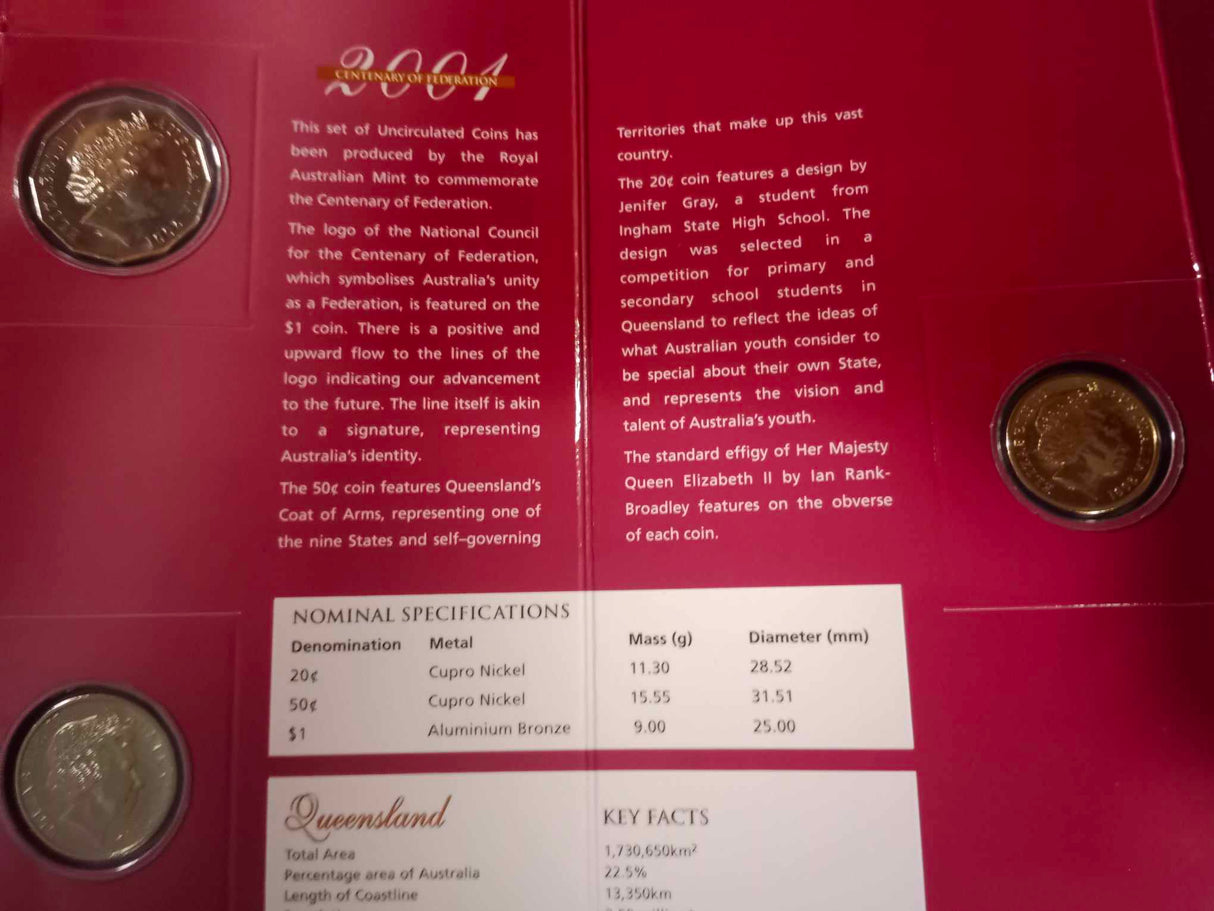 2001
CENTENARY OF FEDERATION
This set of Uncirculated Coins has
been produced by the Royal
Australian Mint to commemorate
the Centenary of Federation.
The logo of the National Council
for the Centenary of Federation,
which symbolises Australia's unity
as a Federation, is featured on the
$1 coin. There is a positive and
upward flow to the lines of the
logo indicating our advancement
to the future. The line itself is akin
to a signature, representing
Australia's identity.
The 50¢ coin features Queensland's
Coat of Arms, representing one of
the nine States and self-governing
Territories that make up this vast
country.
The 20¢ coin features a design by
Jenifer Gray, a student from
Ingham State High School. The
design was selected in a
competition for primary and
secondary school students in
Queensland to reflect the ideas of
what Australian youth consider to
be special about their own State,
and represents the vision and
talent of Australia's youth.
The standard effigy of Her Majesty
Queen Elizabeth II by Ian Rank-
Broadley features on the obverse
of each coin.
NOMINAL SPECIFICATIONS
Denomination Metal Mass (g) Diameter (mm)
20¢ Cupro Nickel 11.30 28.52
50¢ Cupro Nickel 15.55 31.51
$1 Aluminium Bronze 9.00 25.00
Queensland KEY FACTS
Total Area 1,730,650km²
Percentage area of Australia 22.5%
Length of Coastline 13,350km